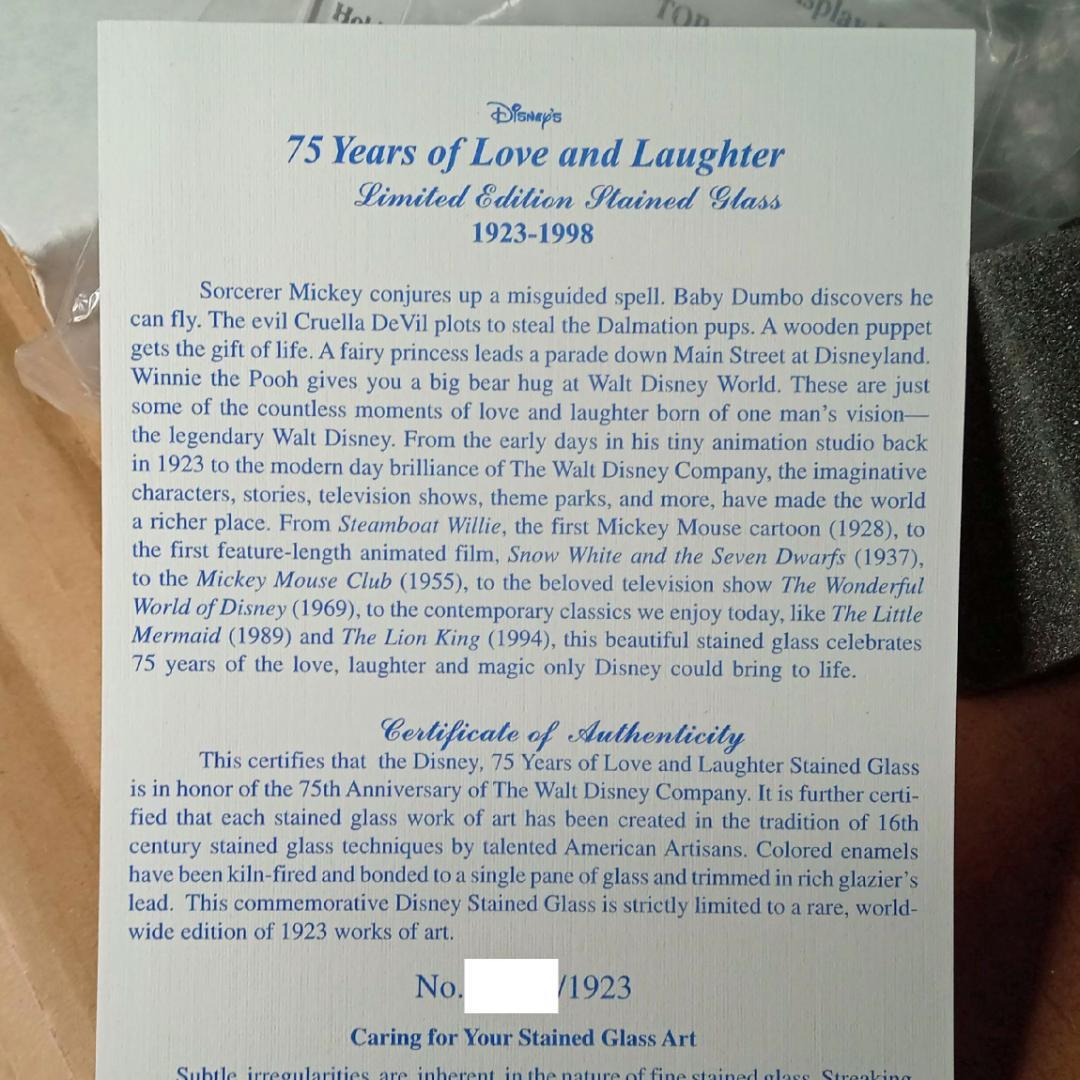 TOP
Disney's
75 Years of Love and Laughter
Limited Edition Stained Glass
1923-1998
Sorcerer Mickey conjures up a misguided spell. Baby Dumbo discovers he
can fly. The evil Cruella DeVil plots to steal the Dalmation pups. A wooden puppet
gets the gift of life. A fairy princess leads a parade down Main Street at Disneyland.
Winnie the Pooh gives you a big bear hug at Walt Disney World. These are just
some of the countless moments of love and laughter born of one man's vision—
the legendary Walt Disney. From the early days in his tiny animation studio back
in 1923 to the modern day brilliance of The Walt Disney Company, the imaginative
characters, stories, television shows, theme parks, and more, have made the world
a richer place. From Steamboat Willie, the first Mickey Mouse cartoon (1928), to
the first feature-length animated film, Snow White and the Seven Dwarfs (1937),
to the Mickey Mouse Club (1955), to the beloved television show The Wonderful
World of Disney (1969), to the contemporary classics we enjoy today, like The Little
Mermaid (1989) and The Lion King (1994), this beautiful stained glass celebrates
75 years of the love, laughter and magic only Disney could bring to life.
Certificate of Authenticity
This certifies that the Disney, 75 Years of Love and Laughter Stained Glass
is in honor of the 75th Anniversary of The Walt Disney Company. It is further certi-
fied that each stained glass work of art has been created in the tradition of 16th
century stained glass techniques by talented American Artisans. Colored enamels
have been kiln-fired and bonded to a single pane of glass and trimmed in rich glazier's
lead. This commemorative Disney Stained Glass is strictly limited to a rare, world-
wide edition of 1923 works of art.
No. /1923
Caring for Your Stained Glass Art
Subtle irregularities are inherent in the nature of fine stained glass. Streaking,